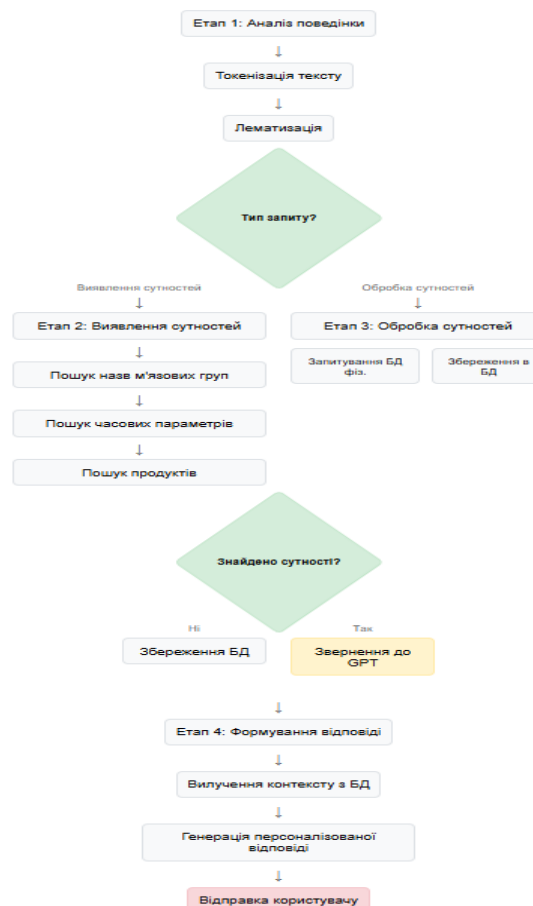 Етап 1: Аналіз поведінки
↓
Токенізація тексту
↓
Лематизація
Тип запиту?
Виявлення сутностей
↓
Етап 2: Виявлення сутностей
↓
Пошук назв м'язових груп
↓
Пошук часових параметрів
↓
Пошук продуктів
Обробка сутностей
↓
Етап 3: Обробка сутностей
Запитування БД
фіз.
Збереження в
БД
Знайдено сутності?
Ні
Збереження БД
Так
Звернення до
GPT
↓
Етап 4: Формування відповіді
↓
Вилучення контексту з БД
↓
Генерація персоналізованої
відповіді
↓
Відправка користувачу